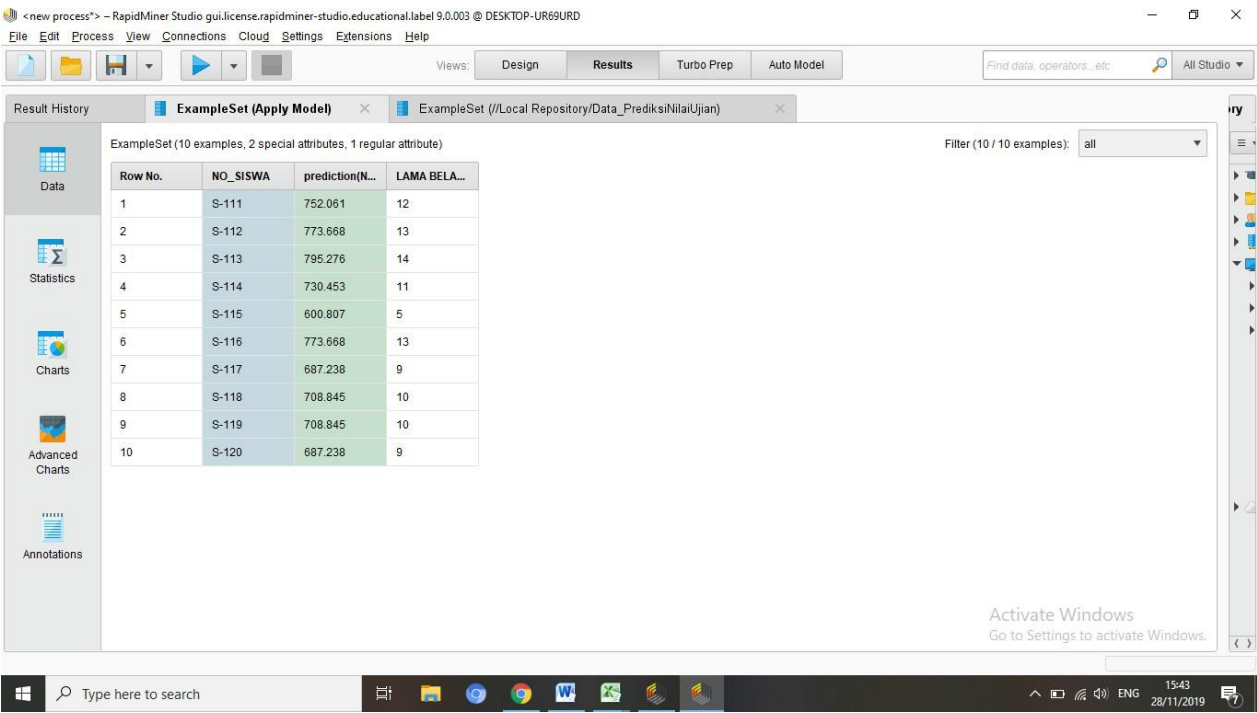 <new process*> – RapidMiner Studio gui.license.rapidminer-studio.educational.label 9.0.003 @ DESKTOP-UR69URD
File Edit Process View Connections Cloud Settings Extensions Help
Views: Design Results Turbo Prep Auto Model Find data, operators...etc All Studio
Result History ExampleSet (Apply Model) ExampleSet (//Local Repository/Data_PrediksiNilaiUjian) ry
ExampleSet (10 examples, 2 special attributes, 1 regular attribute) Filter (10 / 10 examples): all
Data
Statistics
Charts
Advanced
Charts
Annotations
Row No. NO_SISWA prediction(N... LAMA BELA...
1 S-111 752.061 12
2 S-112 773.668 13
3 S-113 795.276 14
4 S-114 730.453 11
5 S-115 600.807 5
6 S-116 773.668 13
7 S-117 687.238 9
8 S-118 708.845 10
9 S-119 708.845 10
10 S-120 687.238 9
Activate Windows
Go to Settings to activate Windows.
Type here to search ENG 15:43
28/11/2019
7